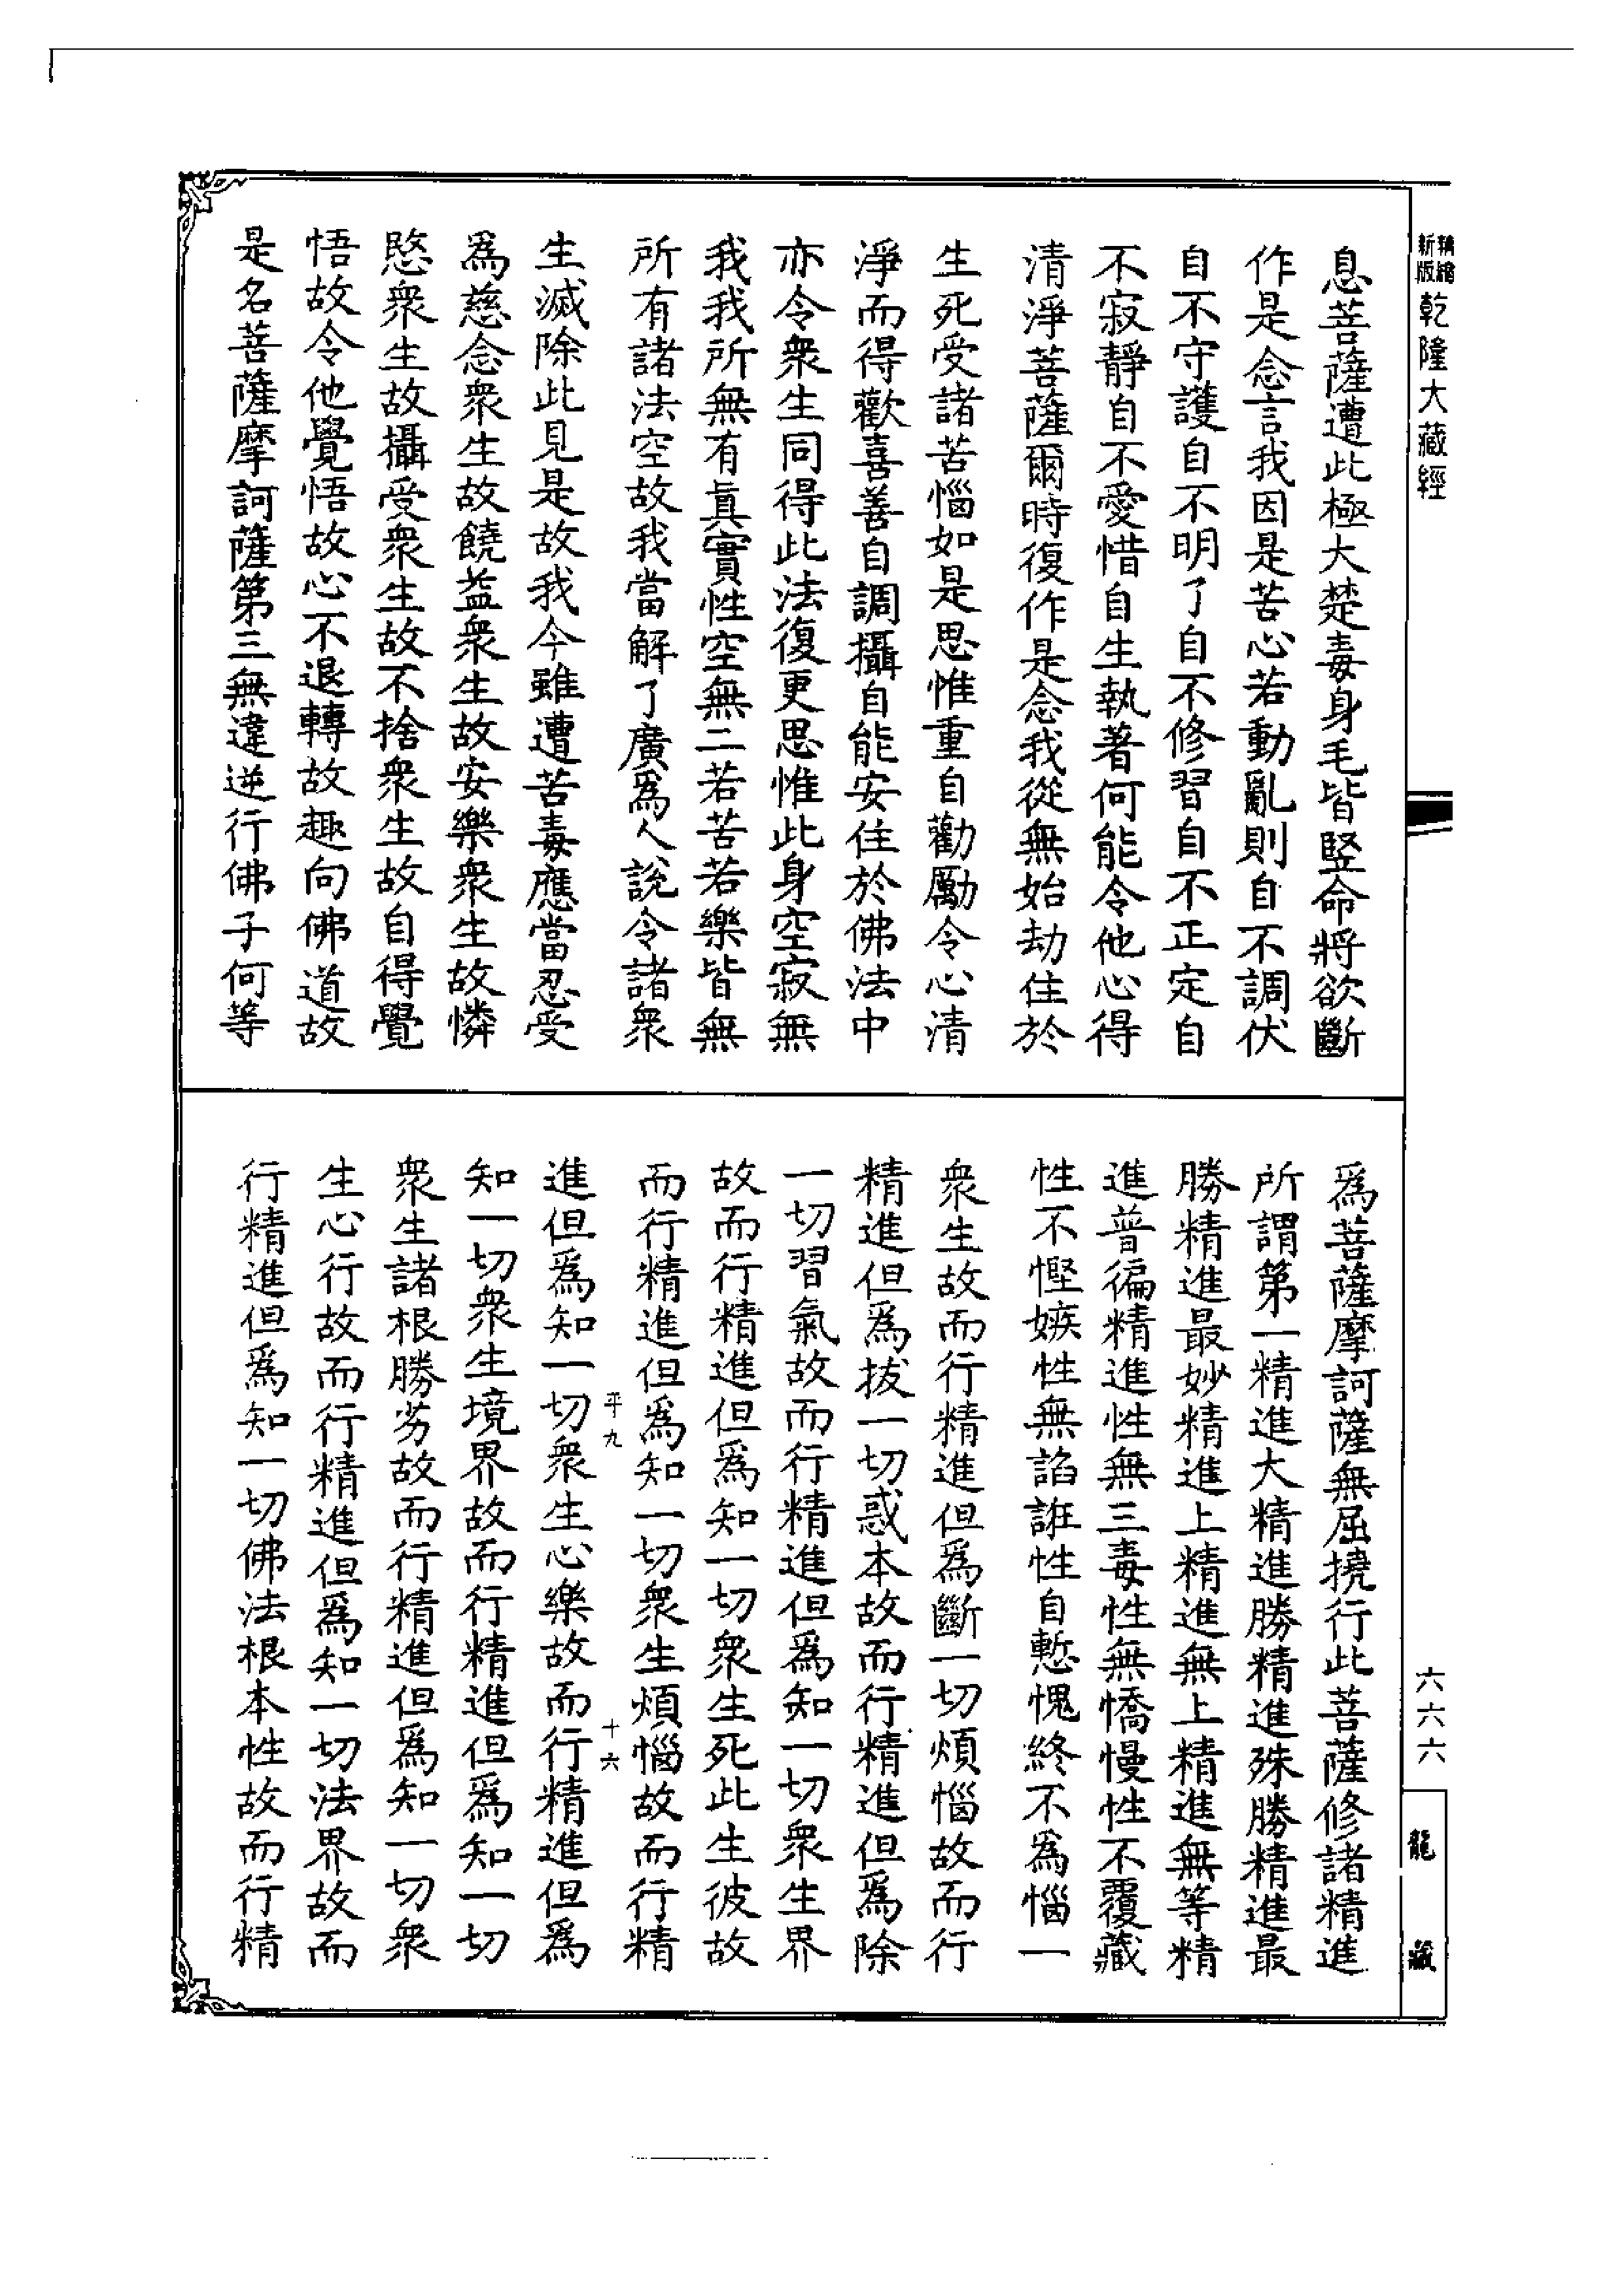 精繪
新版
乾隆大藏經
息菩薩遭此極大楚毒身毛皆竪命將欲斷
作是念言我因是苦心若動亂則自不調伏
自不守護自不明了自不修習自不正定自
不寂靜自不愛惜自生執著何能令他心得
清淨菩薩爾時復作是念我從無始劫住於
生死受諸苦惱如是思惟重自勸勵令心清
淨而得歡喜善自調攝自能安住於佛法中
亦令衆生同得此法復更思惟此身空寂無
我我所無有眞實性空無二若苦若樂皆無
所有諸法空故我當解了廣爲人說令諸衆
生滅除此見是故我今雖遭苦毒應當忍受
爲慈念衆生故饒益衆生故安樂衆生故憐
愍衆生故攝受衆生故不捨衆生故自得覺
悟故令他覺悟故心不退轉故趣向佛道故
是名菩薩摩訶薩第三無違逆行佛子何等
爲菩薩摩訶薩無屈撓行此菩薩修諸精進
所謂第一精進大精進勝精進殊勝精進最
勝精進最妙精進上精進無上精進無等精
進普徧精進性無三毒性無憍慢性不覆藏
性不慳嫉性無諂誑性自慙愧終不爲惱一
衆生故而行精進但爲斷一切煩惱故而行
精進但爲拔一切惑本故而行精進但爲除
一切習氣故而行精進但爲知一切衆生界
故而行精進但爲知一切衆生死此生彼故
而行精進但爲知一切衆生煩惱故而行精
平九
十六
進但爲知一切衆生心樂故而行精進但爲
知一切衆生境界故而行精進但爲知一切
衆生諸根勝劣故而行精進但爲知一切衆
生心行故而行精進但爲知一切法界故而
行精進但爲知一切佛法根本性故而行精
六六六
龍藏